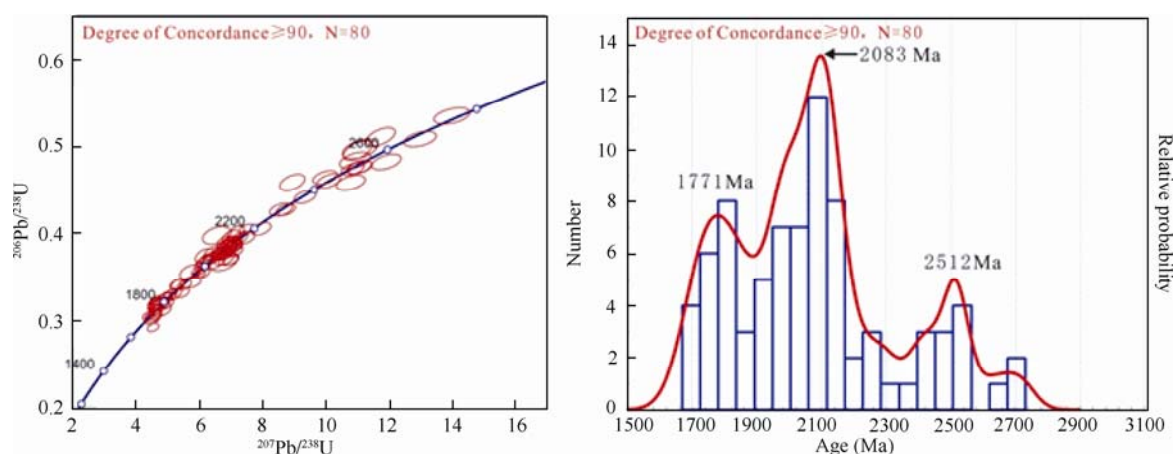 Degree of Concordance≥90, N=80
0.6
0.5
0.4
0.3
0.2
206Pb/238U
2600
2200
1800
1400
2 4 6 8 10 12 14 16
207Pb/238U
Degree of Concordance≥90, N=80
14
12
10
8
6
4
2
0
Number
2083 Ma
1771Ma
2512Ma
Relative probability
1500 1700 1900 2100 2300 2500 2700 2900 3100
Age (Ma)